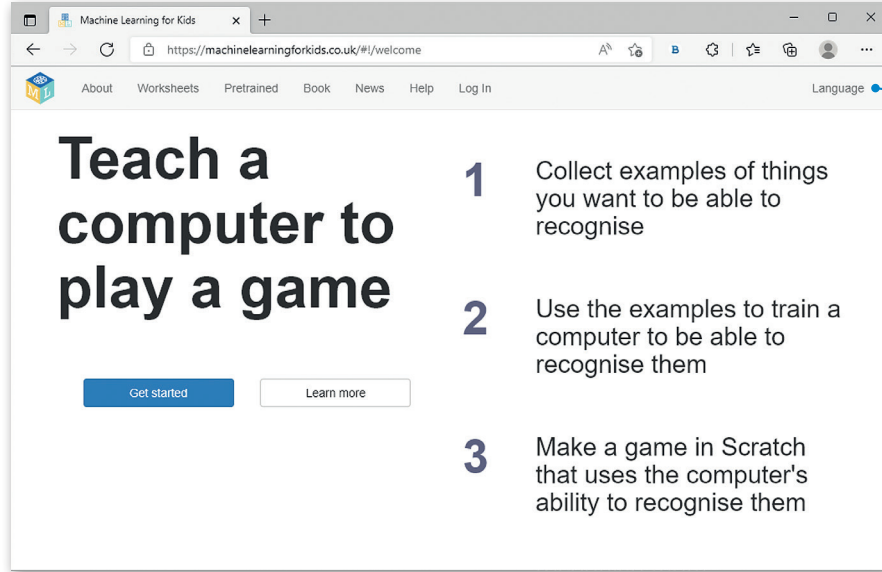 Machine Learning for Kids
https://machinelearningforkids.co.uk/#!/welcome
ML
About Worksheets Pretrained Book News Help Log In Language
Teach a
computer to
play a game
Get started Learn more
1 Collect examples of things
you want to be able to
recognise
2 Use the examples to train a
computer to be able to
recognise them
3 Make a game in Scratch
that uses the computer's
ability to recognise them